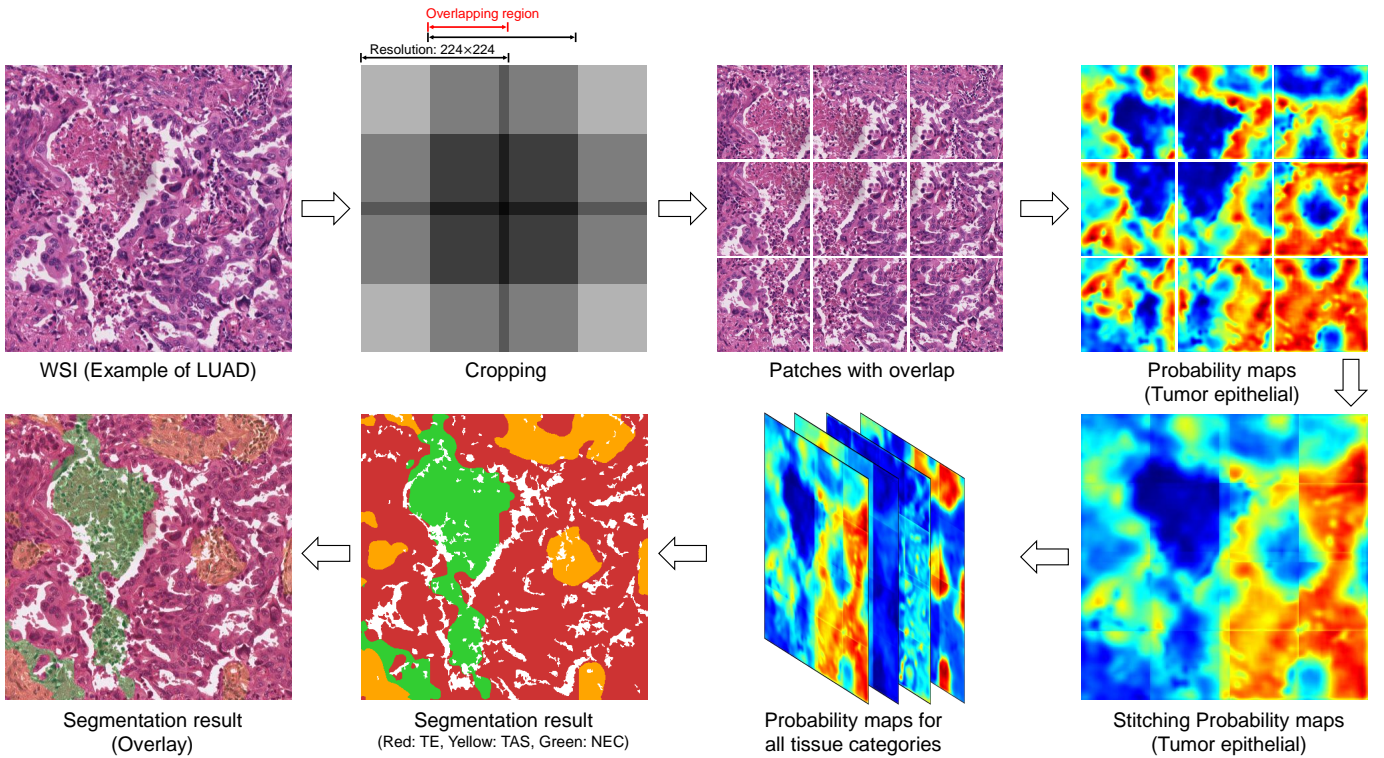 Overlapping region
Resolution: 224×224
WSI (Example of LUAD)
Cropping
Patches with overlap
Probability maps
(Tumor epithelial)
Segmentation result
(Overlay)
Segmentation result
(Red: TE, Yellow: TAS, Green: NEC)
Probability maps for
all tissue categories
Stitching Probability maps
(Tumor epithelial)